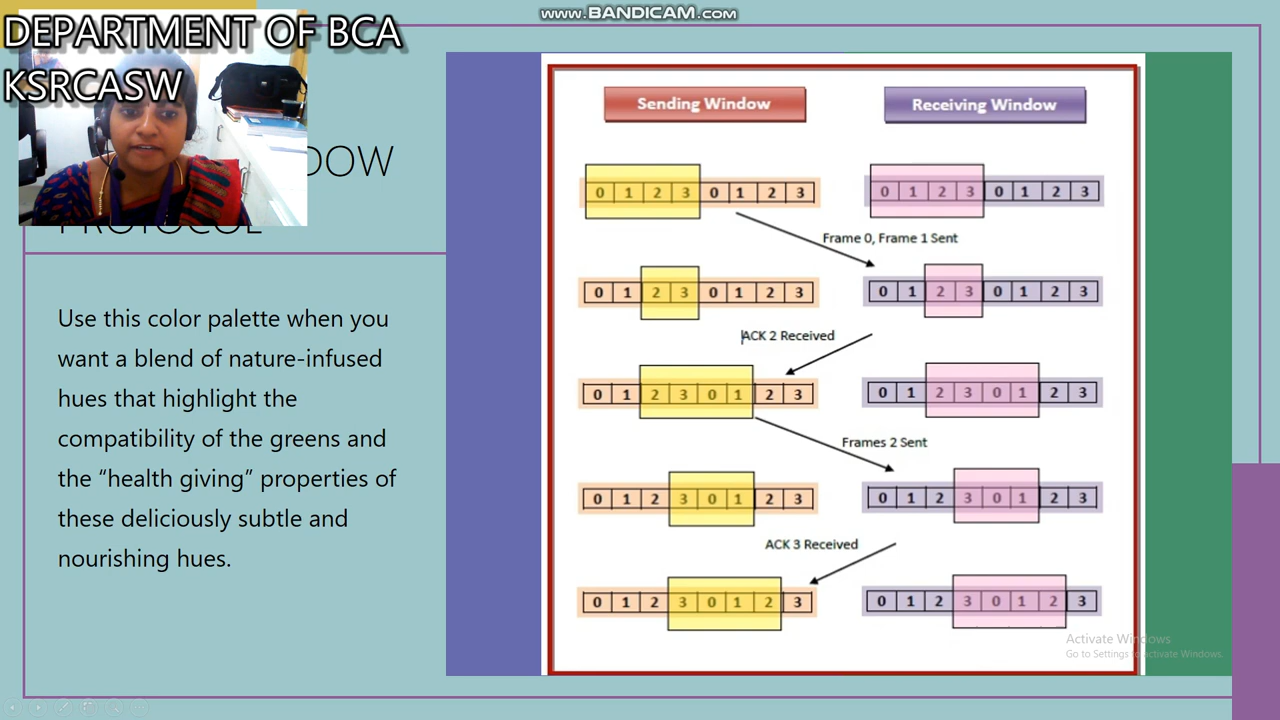 www.BANDICAM.com
DEPARTMENT OF BCA
KSRCASW
DOW
PROTOCOL
Use this color palette when you
want a blend of nature-infused
hues that highlight the
compatibility of the greens and
the “health giving” properties of
these deliciously subtle and
nourishing hues.
Sending Window
Receiving Window
0 1 2 3 0 1 2 3
0 1 2 3 0 1 2 3
Frame 0, Frame 1 Sent
0 1 2 3 0 1 2 3
0 1 2 3 0 1 2 3
ACK 2 Received
0 1 2 3 0 1 2 3
0 1 2 3 0 1 2 3
Frames 2 Sent
0 1 2 3 0 1 2 3
0 1 2 3 0 1 2 3
ACK 3 Received
0 1 2 3 0 1 2 3
0 1 2 3 0 1 2 3
Activate Windows
Go to Settings to activate Windows.